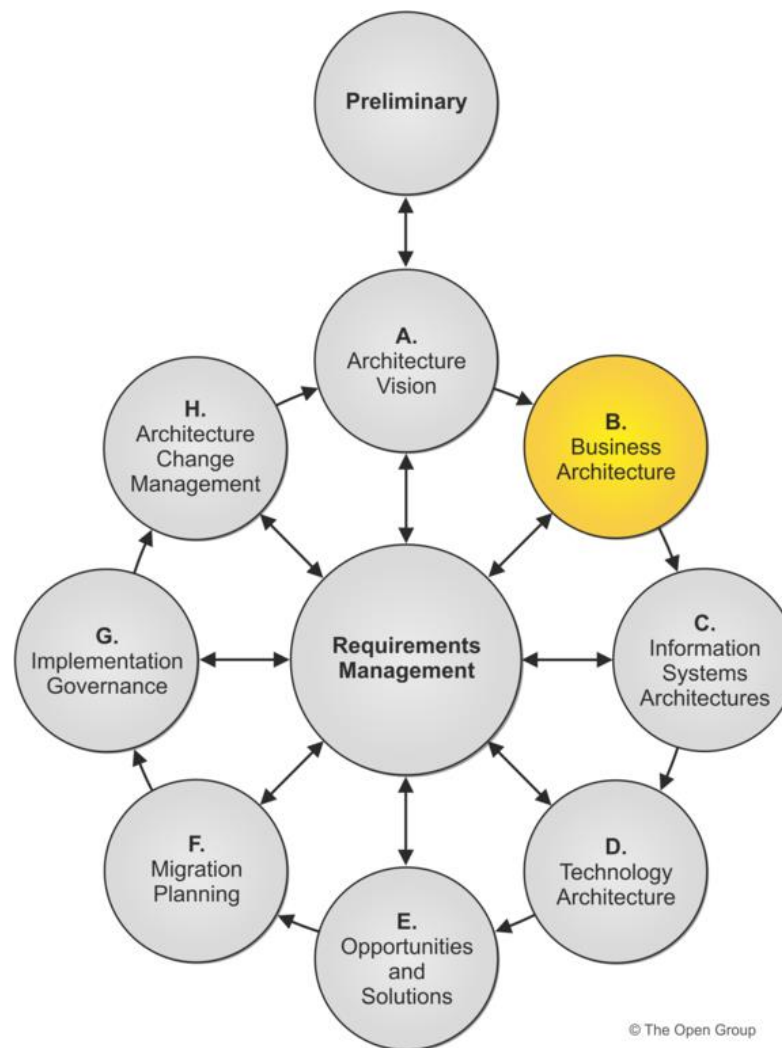 Preliminary
A.
Architecture
Vision
B.
Business
Architecture
H.
Architecture
Change
Management
C.
Information
Systems
Architectures
Requirements
Management
G.
Implementation
Governance
D.
Technology
Architecture
F.
Migration
Planning
E.
Opportunities
and
Solutions
© The Open Group